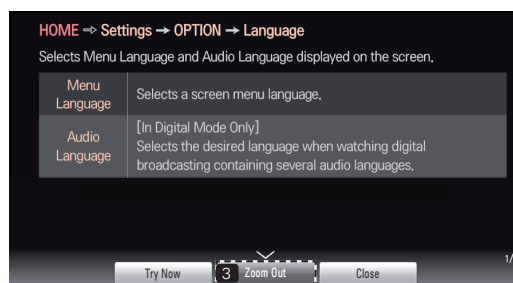 HOME ⇨ Settings → OPTION → Language
Selects Menu Language and Audio Language displayed on the screen.
Menu
Language
Selects a screen menu language.
Audio
Language
[In Digital Mode Only]
Selects the desired language when watching digital
broadcasting containing several audio languages.
1/
Try Now
3 Zoom Out
Close